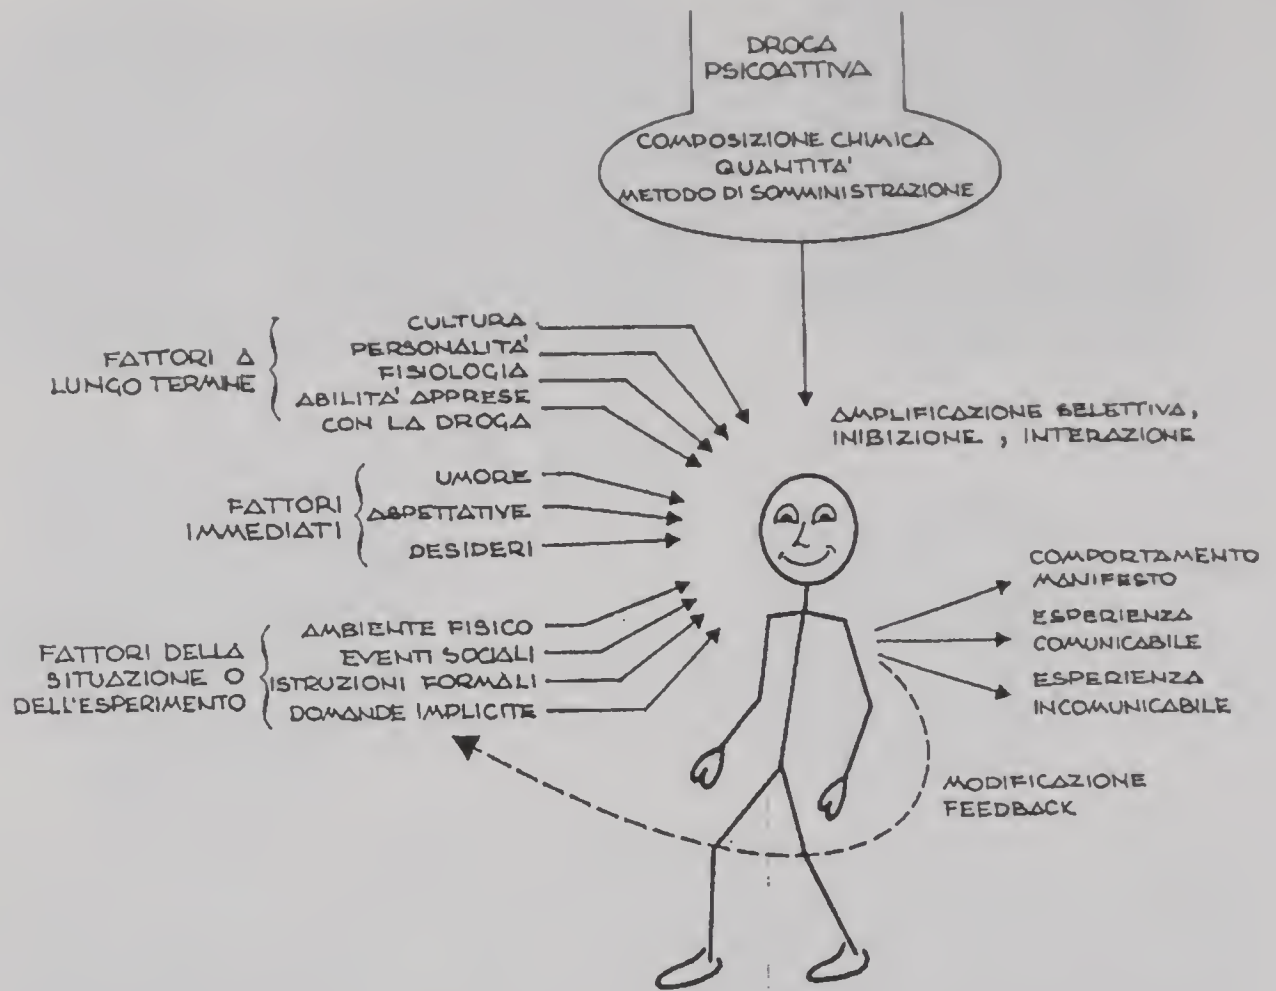 DROGA
PSICOATTIVA
COMPOSIZIONE CHIMICA
QUANTITA'
METODO DI SOMMINISTRAZIONE
FATTORI A
LUNGO TERMINE
CULTURA
PERSONALITA'
FISIOLOGIA
ABILITA' APPRESE
CON LA DROGA
AMPLIFICAZIONE SELETTIVA,
INIBIZIONE , INTERAZIONE
FATTORI
IMMEDIATI
UMORE
ASPETTATIVE
DESIDERI
FATTORI DELLA
SITUAZIONE O
DELL'ESPERIMENTO
AMBIENTE FISICO
EVENTI SOCIALI
ISTRUZIONI FORMALI
DOMANDE IMPLICITE
COMPORTAMENTO
MANIFESTO
ESPERIENZA
COMUNICABILE
ESPERIENZA
INCOMUNICABILE
MODIFICAZIONE
FEEDBACK